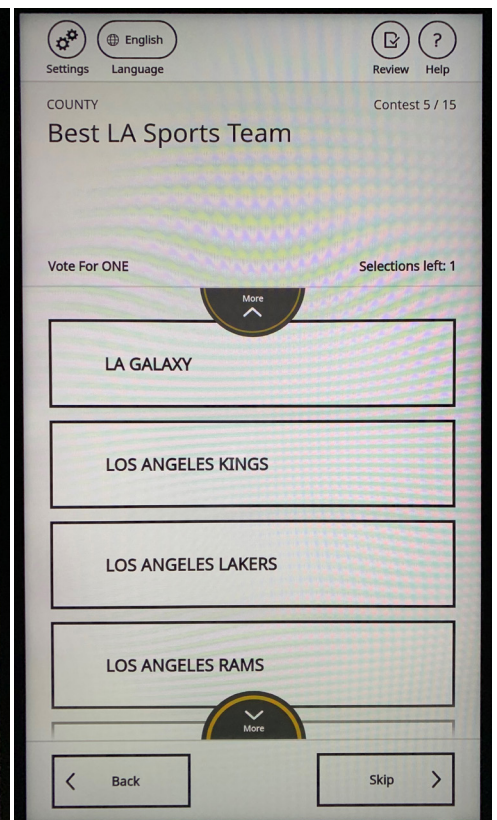 English
Settings
Language
?
Review
Help
COUNTY
Contest 5 / 15
Best LA Sports Team
Vote For ONE
Selections left: 1
More
LA GALAXY
LOS ANGELES KINGS
LOS ANGELES LAKERS
LOS ANGELES RAMS
More
Back
Skip